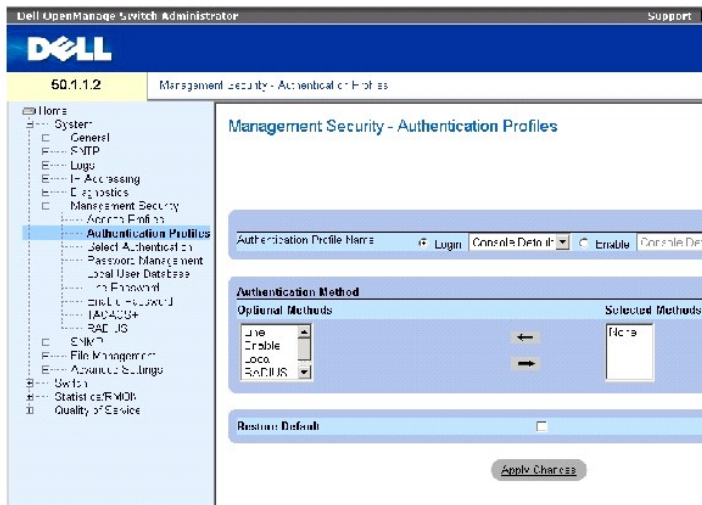 Dell OpenManage Switch Administrator
Support
DELL
50.1.1.2
Management Security - Authentication Profiles
Home
System
General
SNTP
Logs
IP Addressing
Diagnostics
Management Security
Access Profiles
Authentication Profiles
Select Authentication
Password Management
Local User Database
Line Password
Enable Password
TACACS+
RADIUS
SNMP
File Management
Advanced Settings
Switch
Statistics/RMON
Quality of Service
Management Security - Authentication Profiles
Authentication Profile Name
Login
Console Default
Enable
Console De
Authentication Method
Optional Methods
Selected Methods
Line
Enable
Local
RADIUS
None
Restore Default
Apply Changes